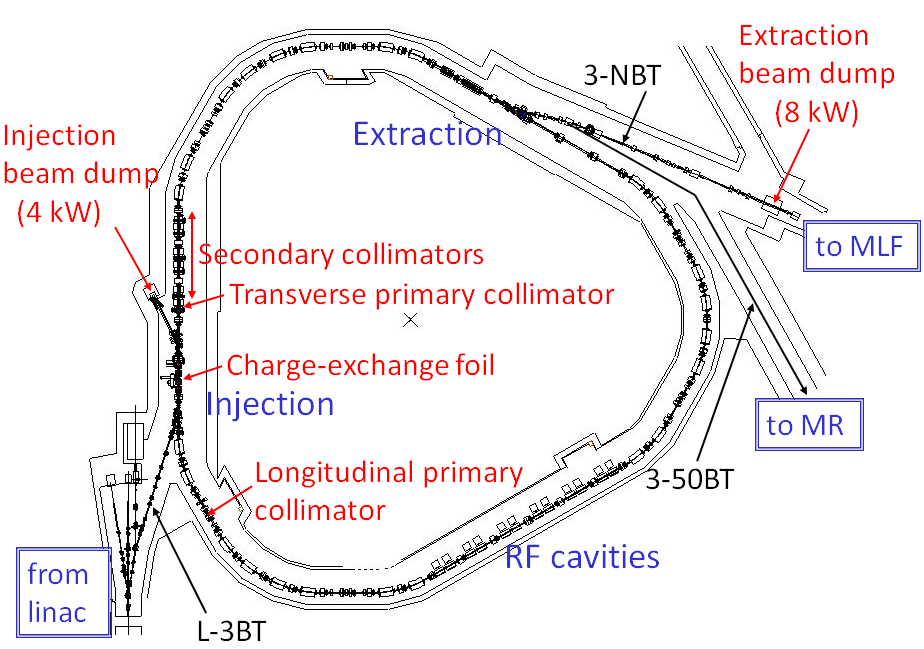 Extraction
beam dump
(8 kW)
3-NBT
Injection
beam dump
(4 kW)
Extraction
to MLF
Secondary collimators
Transverse primary collimator
Charge-exchange foil
Injection
to MR
Longitudinal primary
collimator
3-50BT
RF cavities
from
linac
L-3BT